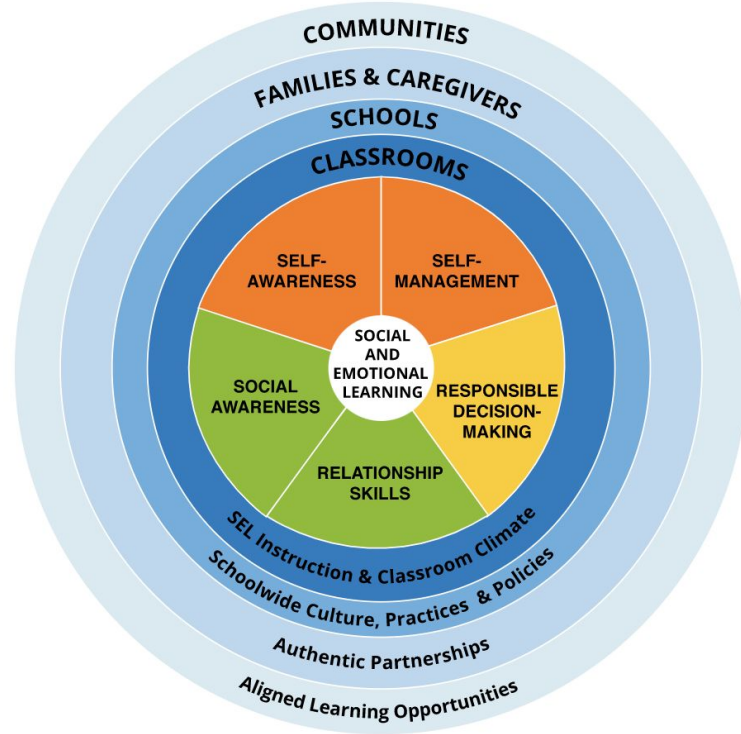 COMMUNITIES
FAMILIES & CAREGIVERS
SCHOOLS
CLASSROOMS
SELF-
AWARENESS
SELF-
MANAGEMENT
SOCIAL
AND
EMOTIONAL
LEARNING
SOCIAL
AWARENESS
RESPONSIBLE
DECISION-
MAKING
RELATIONSHIP
SKILLS
SEL Instruction & Classroom Climate
Schoolwide Culture, Practices & Policies
Authentic Partnerships
Aligned Learning Opportunities